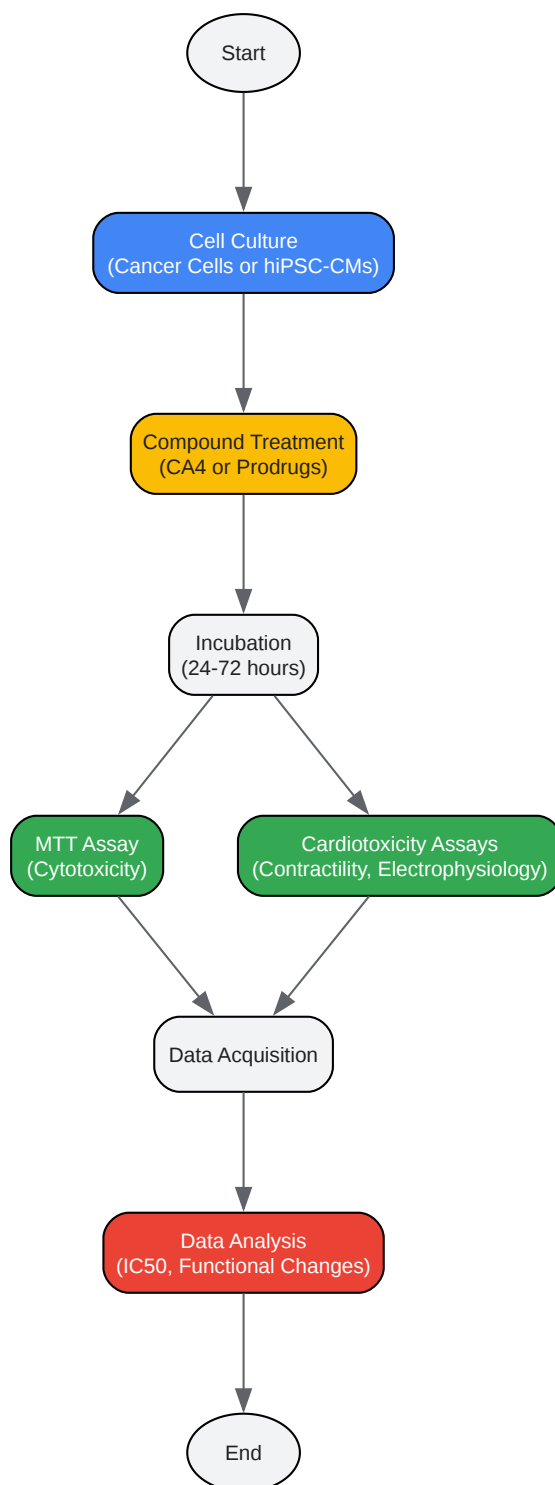 Start
Cell Culture
(Cancer Cells or hiPSC-CMs)
Compound Treatment
(CA4 or Prodrugs)
Incubation
(24-72 hours)
MTT Assay
(Cytotoxicity)
Cardiotoxicity Assays
(Contractility, Electrophysiology)
Data Acquisition
Data Analysis
(IC50, Functional Changes)
End